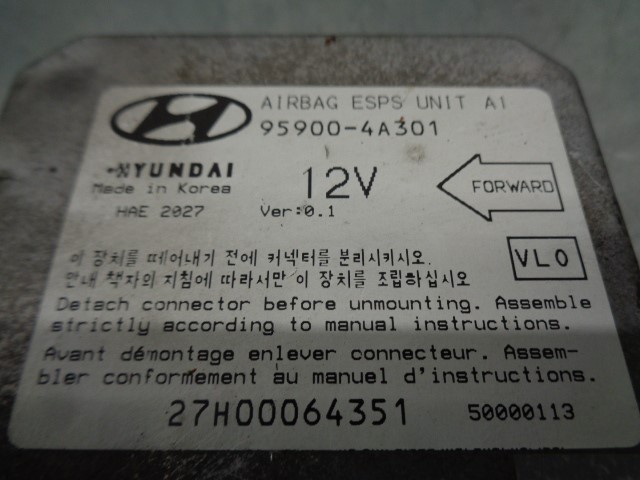 AIRBAG ESPS UNIT A1
95900-4A301
HYUNDAI
Made in Korea
12V
FORWARD
HAE 2027
Ver:0.1
이 장치를 떼어내기 전에 커넥터를 분리시키시오.
안내 책자의 지침에 따라서만 이 장치를 조립하십시오
VL0
Detach connector before unmounting. Assemble
strictly according to manual instructions.
Avant démontage enlever connecteur. Assem-
bler conformement àu manuel d'instructions.
27H00064351
50000113